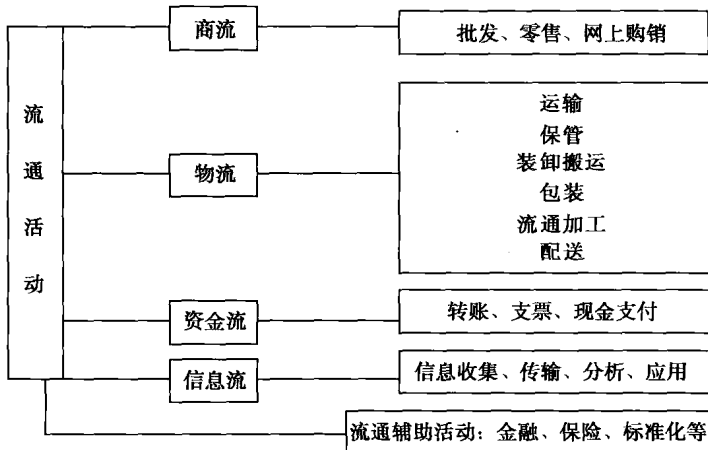 流通活动
商流
批发、零售、网上购销
物流
运输
保管
装卸搬运
包装
流通加工
配送
资金流
转账、支票、现金支付
信息流
信息收集、传输、分析、应用
流通辅助活动：金融、保险、标准化等